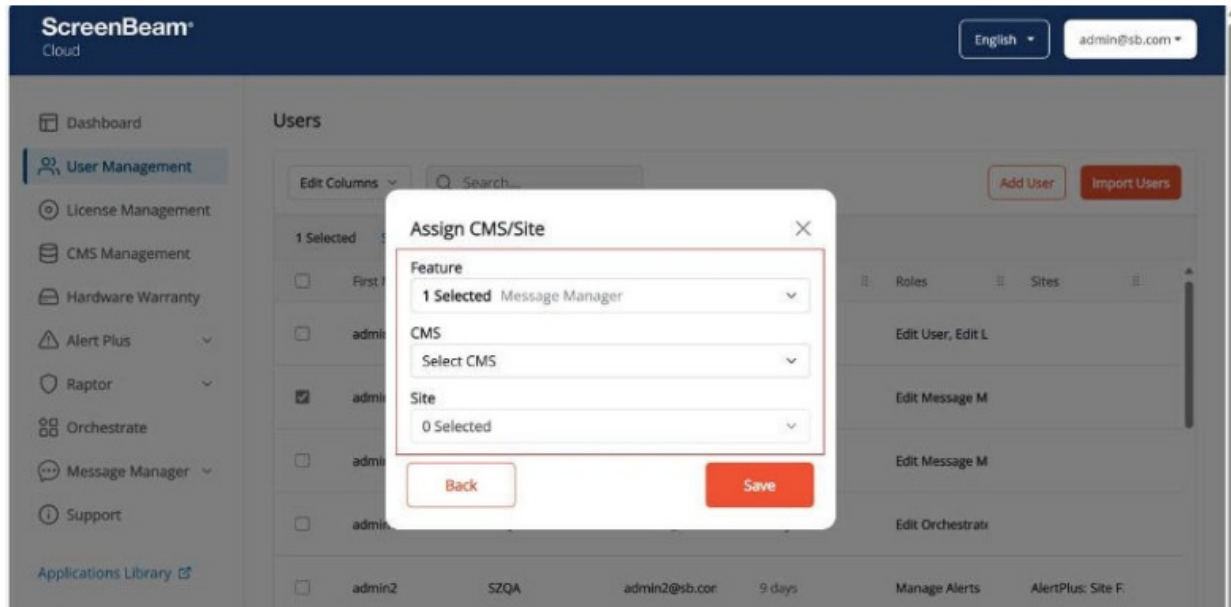 ScreenBeam®
Cloud
English
admin@sb.com
Dashboard
User Management
License Management
CMS Management
Hardware Warranty
Alert Plus
Raptor
Orchestrate
Message Manager
Support
Applications Library
Users
Edit Columns
Search...
Add User
Import Users
1 Selected
First
Roles
Sites
Edit User, Edit L
Edit Message M
Edit Message M
Edit Orchestrat
admin2 SZQA admin2@sb.cor 9 days Manage Alerts AlertPlus: Site F
Assign CMS/Site
Feature
1 Selected Message Manager
CMS
Select CMS
Site
0 Selected
Back
Save